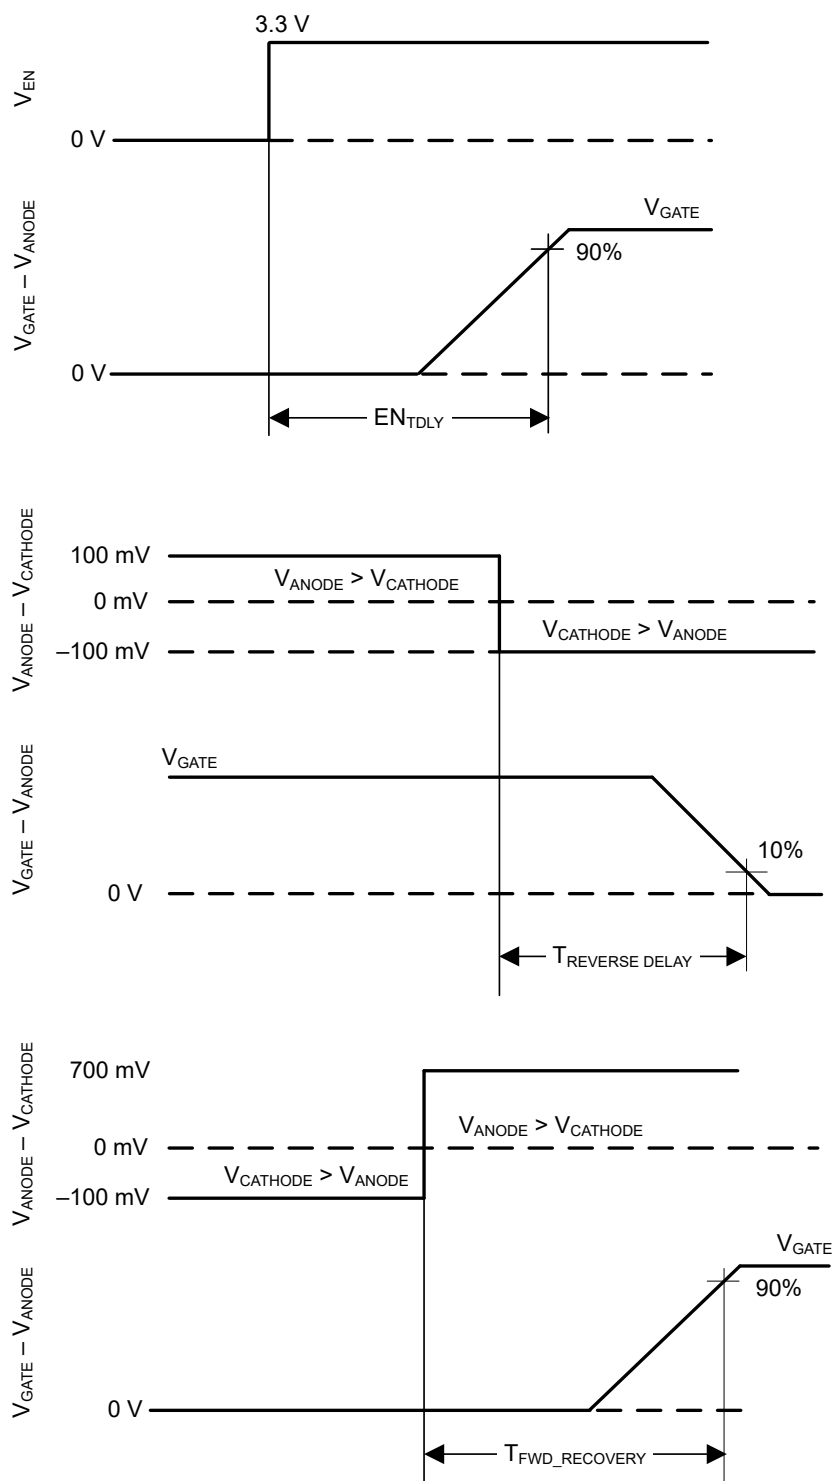 3.3 V
V_EN
0 V
V_GATE – V_ANODE
V_GATE
90%
0 V
EN_TDLY
V_ANODE – V_CATHODE
100 mV
V_ANODE > V_CATHODE
0 mV
V_CATHODE > V_ANODE
–100 mV
V_GATE – V_ANODE
V_GATE
10%
0 V
T_REVERSE DELAY
V_ANODE – V_CATHODE
700 mV
V_ANODE > V_CATHODE
0 mV
V_CATHODE > V_ANODE
–100 mV
V_GATE – V_ANODE
V_GATE
90%
0 V
T_FWD_RECOVERY